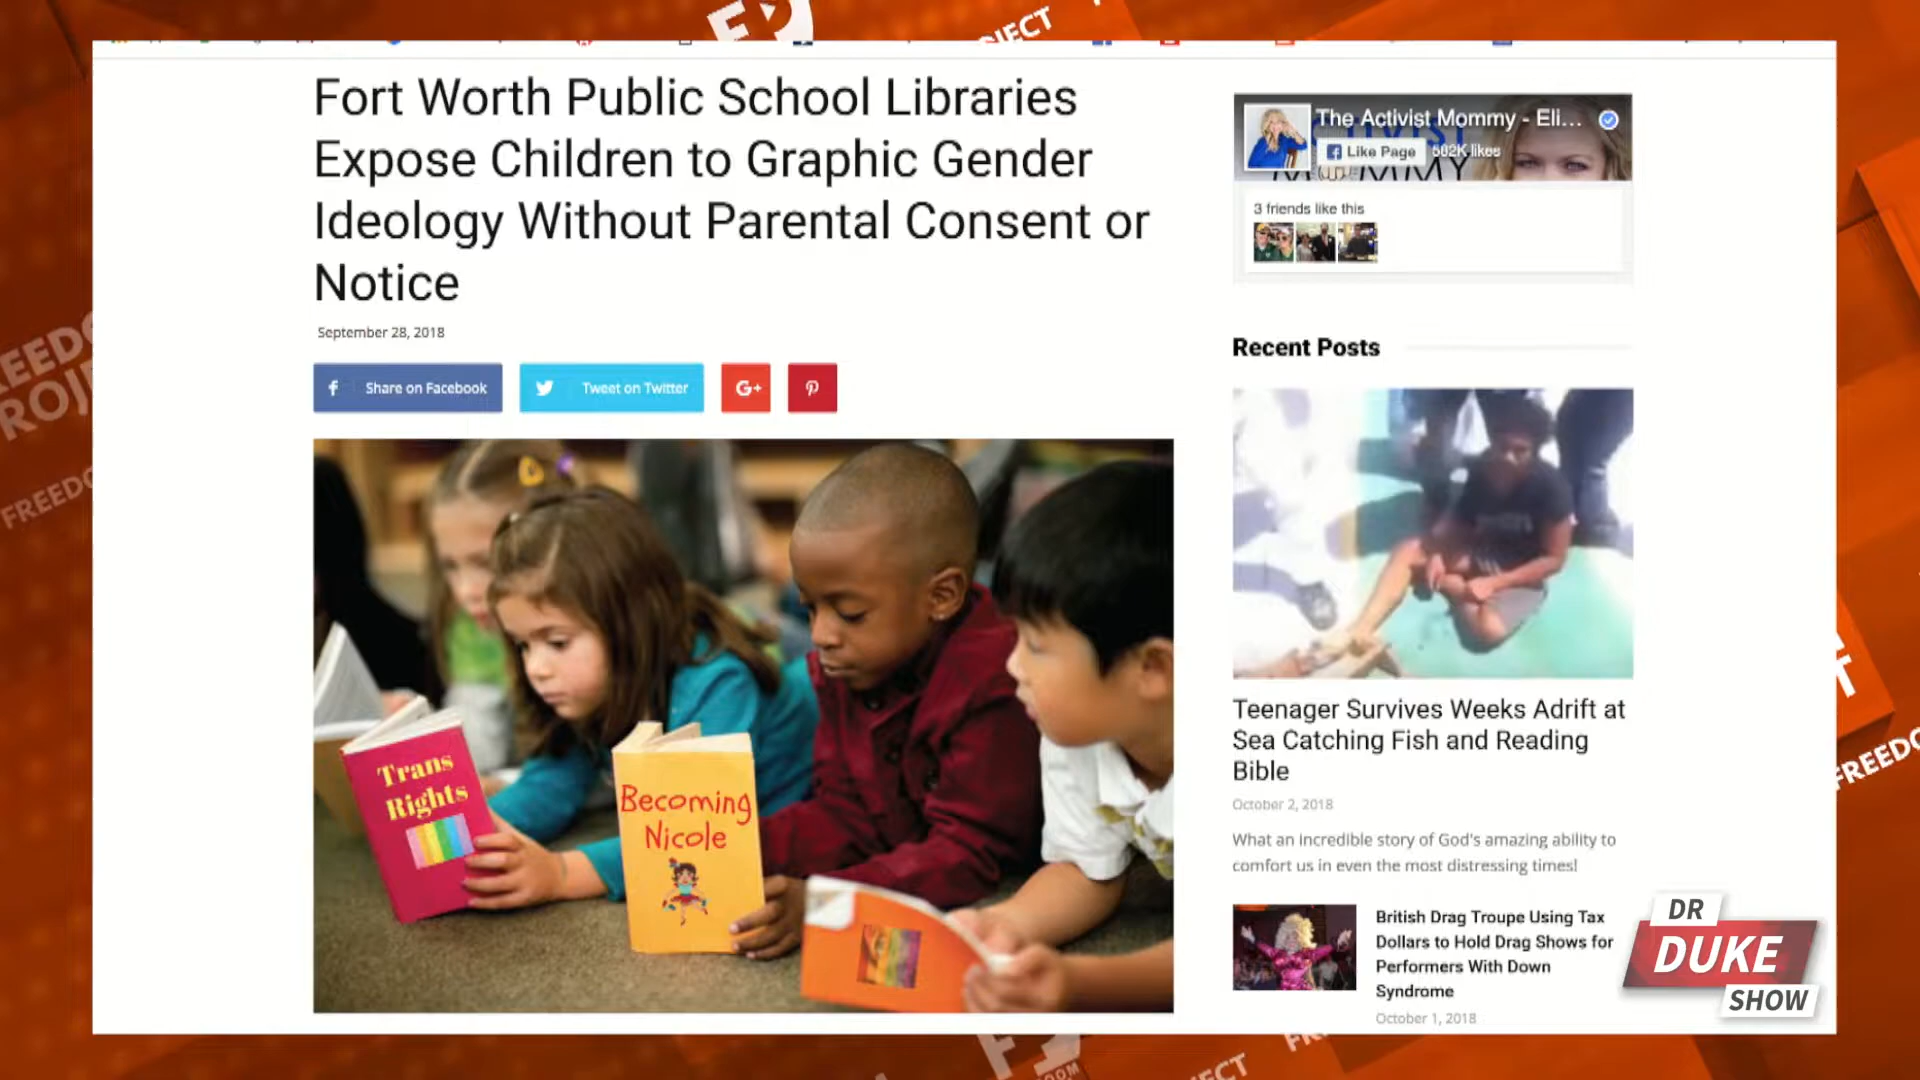 Fort Worth Public School Libraries
Expose Children to Graphic Gender
Ideology Without Parental Consent or
Notice
September 28, 2018
f Share on Facebook
Tweet on Twitter
G+
Trans
Rights
Becoming
Nicole
The Activist Mommy - Eli...
Like Page
502K likes
3 friends like this
Recent Posts
Teenager Survives Weeks Adrift at
Sea Catching Fish and Reading
Bible
October 2, 2018
What an incredible story of God's amazing ability to
comfort us in even the most distressing times!
British Drag Troupe Using Tax
Dollars to Hold Drag Shows for
Performers With Down
Syndrome
October 1, 2018
DR
DUKE
SHOW